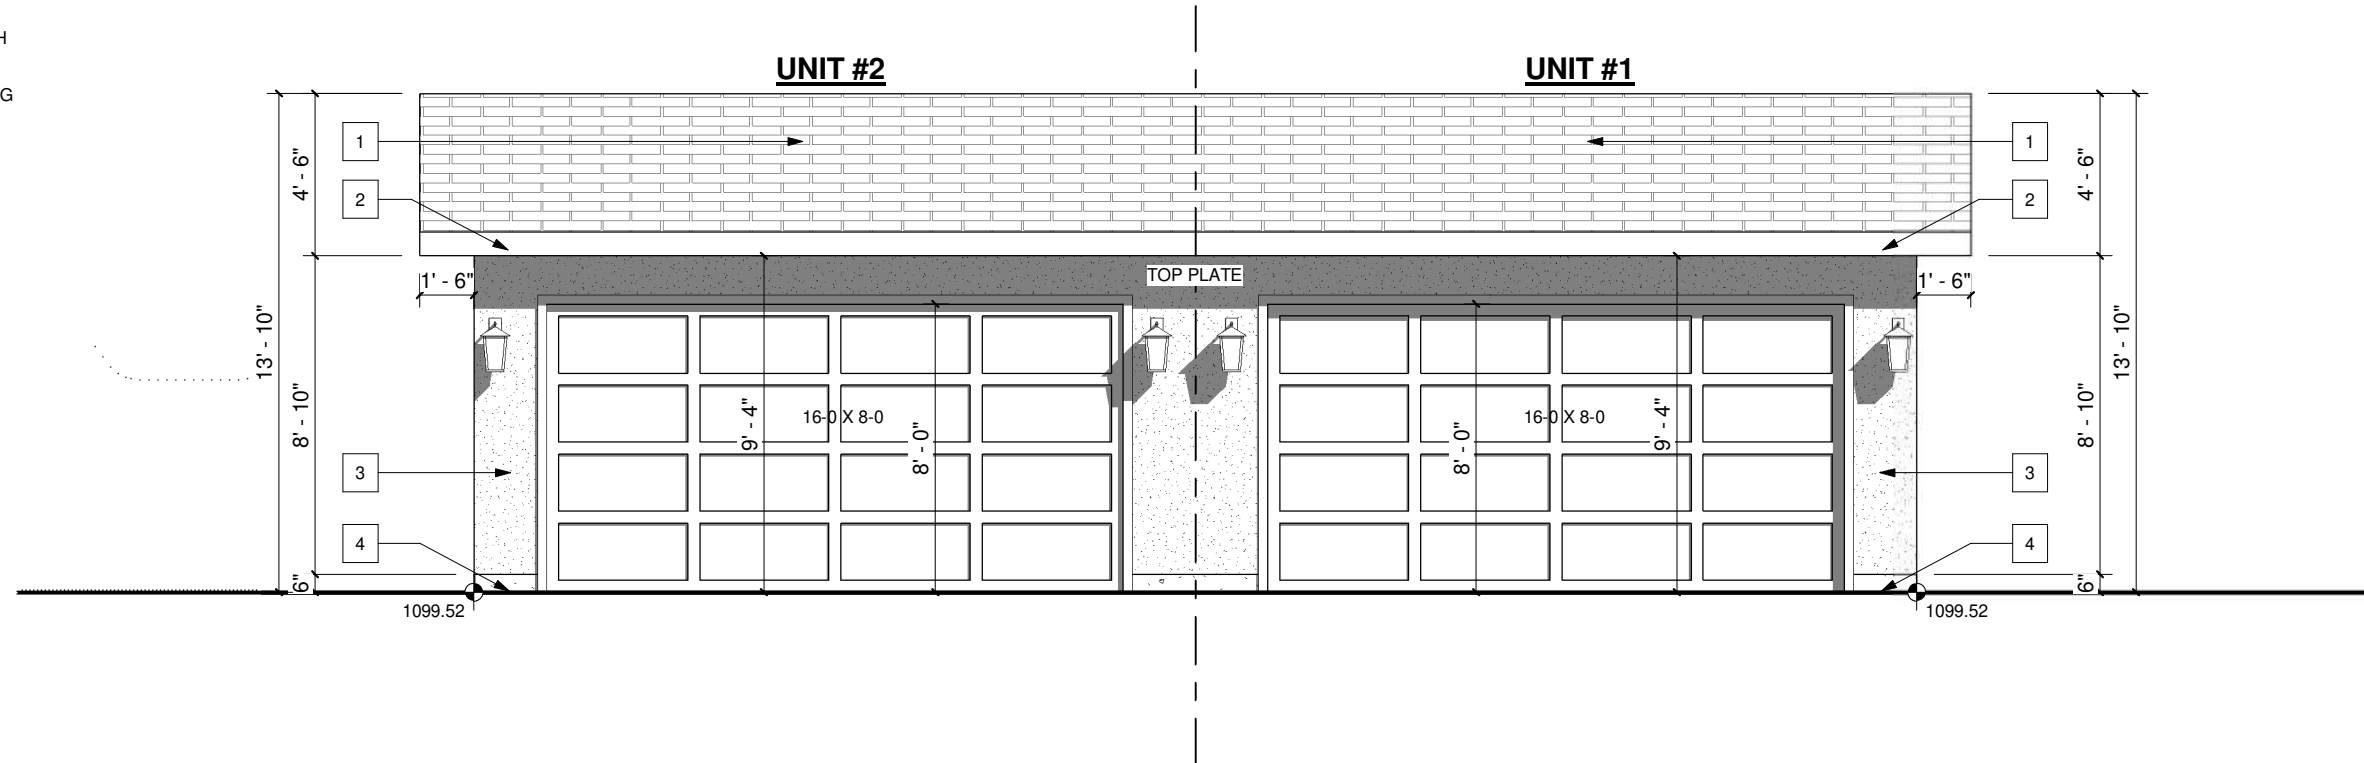 H
G
UNIT #2
UNIT #1
1
1
4' - 6"
4' - 6"
2
2
TOP PLATE
1' - 6"
1' - 6"
13' - 10"
13' - 10"
8' - 10"
16-0 X 8-0
9' - 4"
8' - 0"
8' - 0"
16-0 X 8-0
9' - 4"
8' - 10"
3
3
4
4
6"
6"
1099.52
1099.52